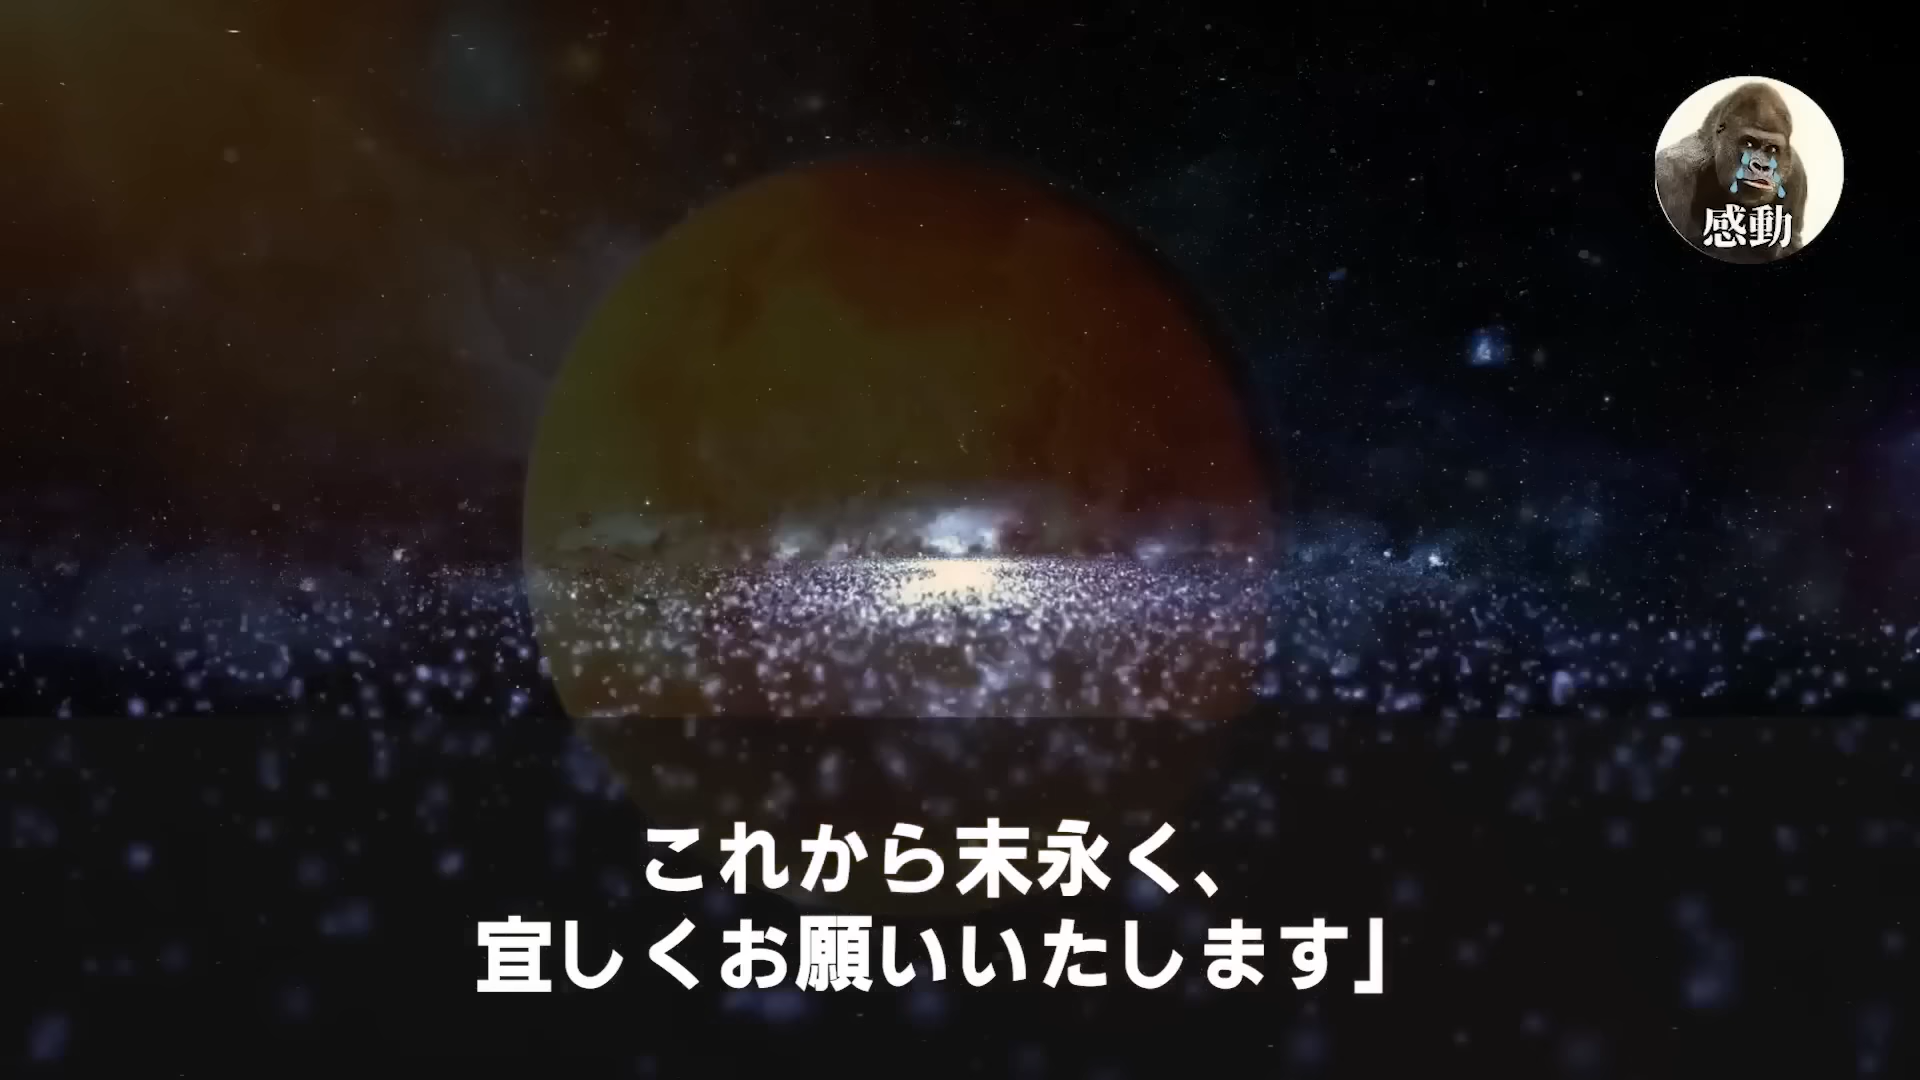 感動
これから末永く、
宜しくお願いいたします」